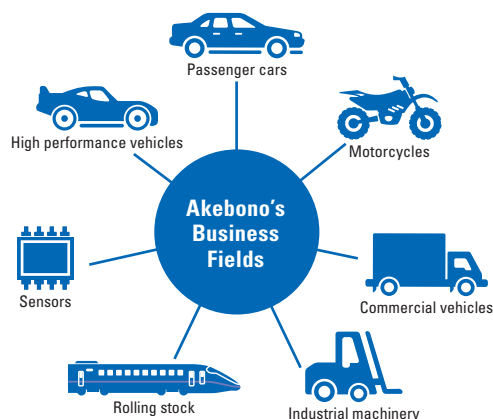 Passenger cars
High performance vehicles
Motorcycles
Akebono's
Business
Fields
Sensors
Commercial vehicles
Rolling stock
Industrial machinery